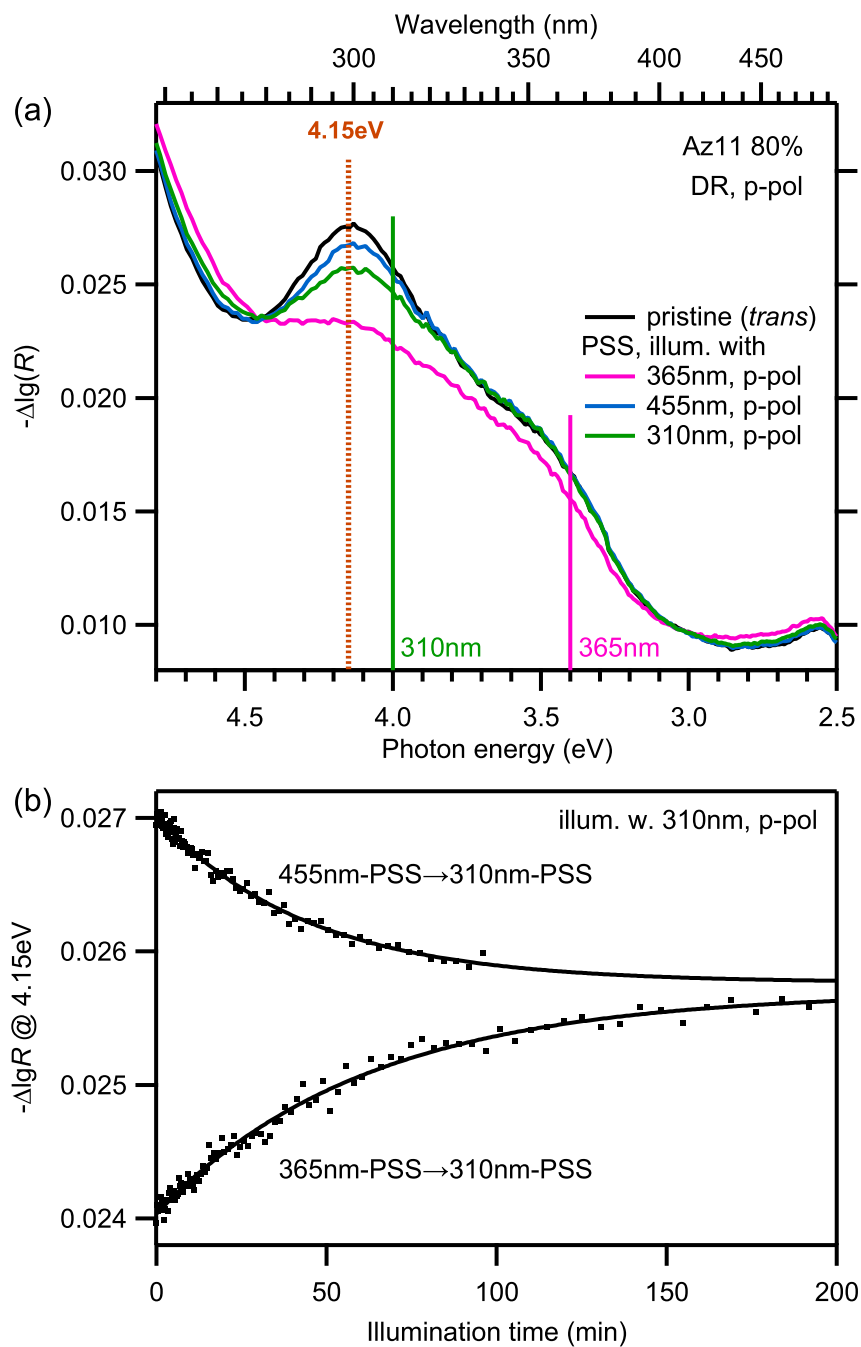 Wavelength (nm)
300 350 400 450
(a)
4.15eV
Az11 80%
DR, p-pol
0.030
0.025
0.020
0.015
0.010
-Δlg(R)
pristine (trans)
PSS, illum. with
365nm, p-pol
455nm, p-pol
310nm, p-pol
310nm
365nm
4.5 4.0 3.5 3.0 2.5
Photon energy (eV)
(b)
illum. w. 310nm, p-pol
0.027
0.026
0.025
0.024
-ΔlgR @ 4.15eV
455nm-PSS→310nm-PSS
365nm-PSS→310nm-PSS
0 50 100 150 200
Illumination time (min)